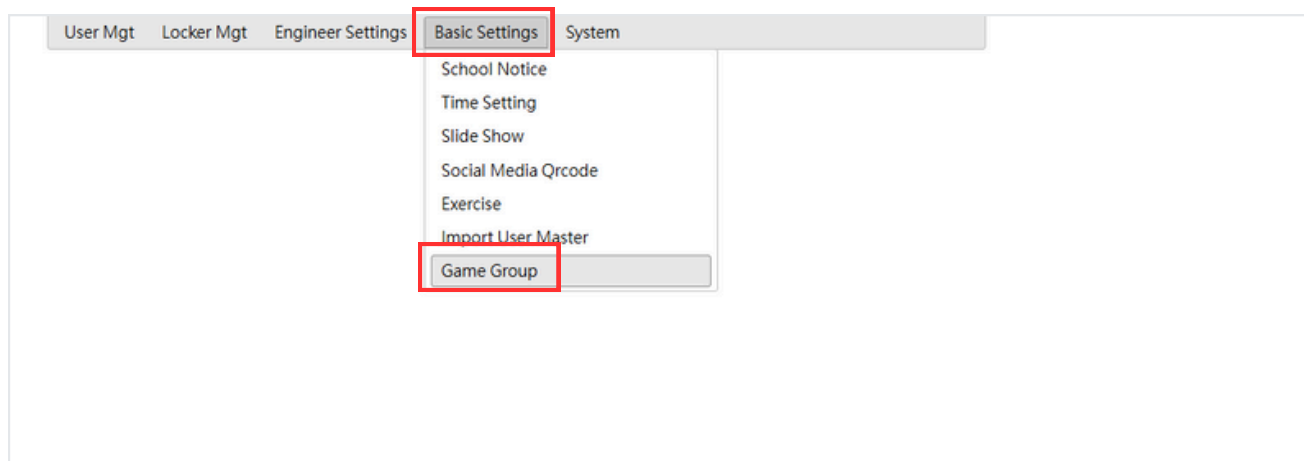 User Mgt Locker Mgt Engineer Settings Basic Settings System
School Notice
Time Setting
Slide Show
Social Media Qrcode
Exercise
Import User Master
Game Group